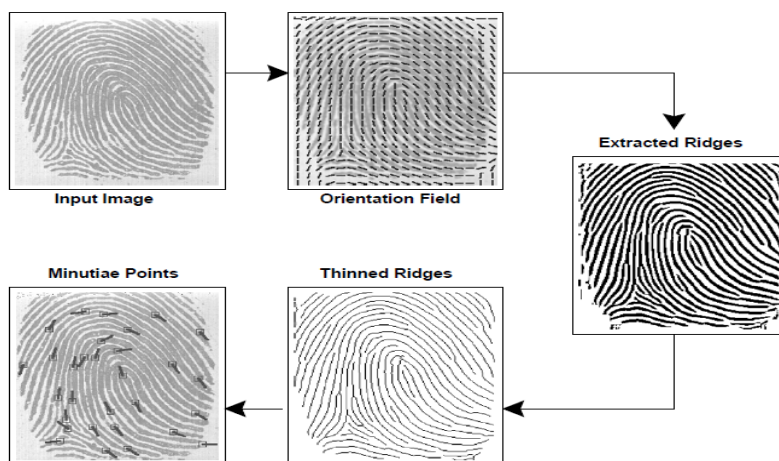 Input Image
Orientation Field
Extracted Ridges
Thinned Ridges
Minutiae Points